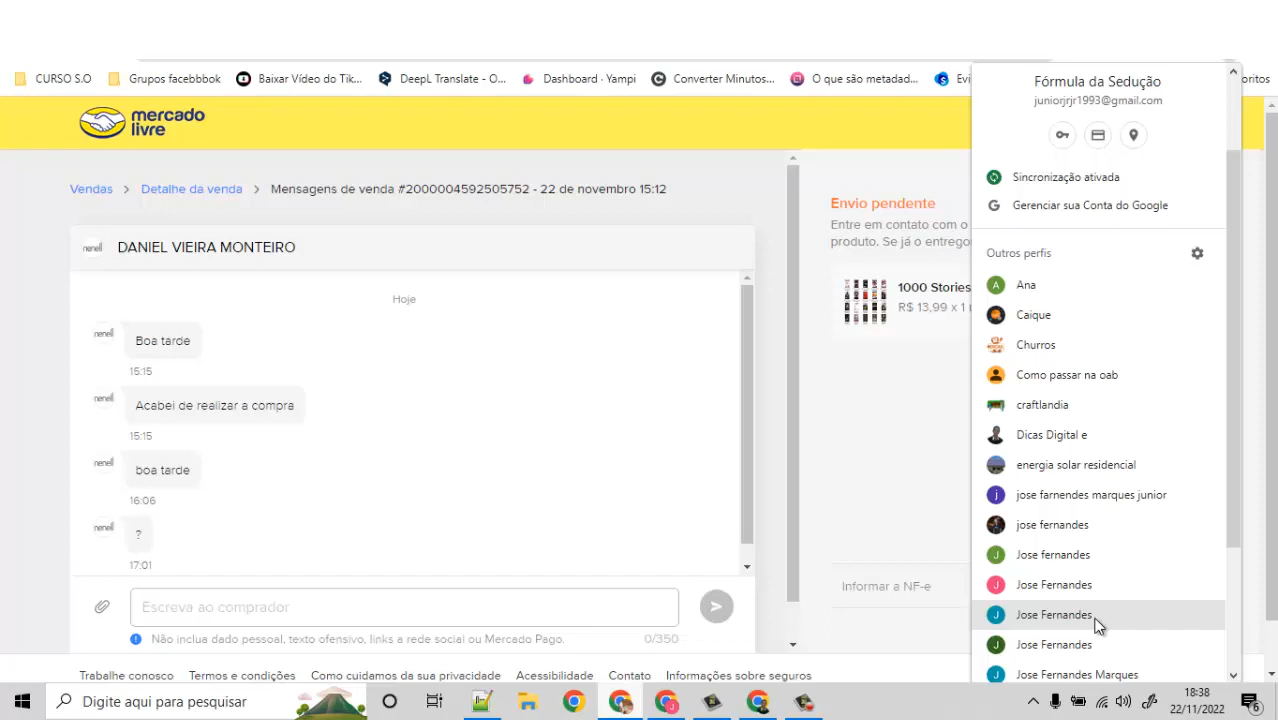 CURSO S.O
Grupos facebbbok
Baixar Vídeo do Tik...
DeepL Translate - O...
Dashboard · Yampi
Converter Minutos...
O que são metadad...
Evi
oritos
mercado
livre
Vendas > Detalhe da venda > Mensagens de venda #2000004592505752 - 22 de novembro 15:12
nenell
DANIEL VIEIRA MONTEIRO
Hoje
nenell
Boa tarde
15:15
nenell
Acabei de realizar a compra
15:15
nenell
boa tarde
16:06
nenell
?
17:01
Escreva ao comprador
Não inclua dado pessoal, texto ofensivo, links a rede social ou Mercado Pago.
0/350
Envio pendente
Entre em contato com o
produto. Se já o entrego
1000 Stories
R$ 13,99 x 1
Informar a NF-e
Fórmula da Sedução
juniorjrjr1993@gmail.com
Sincronização ativada
G Gerenciar sua Conta do Google
Outros perfis
A Ana
Caique
Churros
Como passar na oab
craftlandia
Dicas Digital e
energia solar residencial
j jose farnendes marques junior
jose fernandes
J Jose fernandes
J Jose Fernandes
J Jose Fernandes
J Jose Fernandes
J Jose Fernandes Marques
Trabalhe conosco
Termos e condições
Como cuidamos da sua privacidade
Acessibilidade
Contato
Informações sobre seguros
Digite aqui para pesquisar
18:38
22/11/2022
6